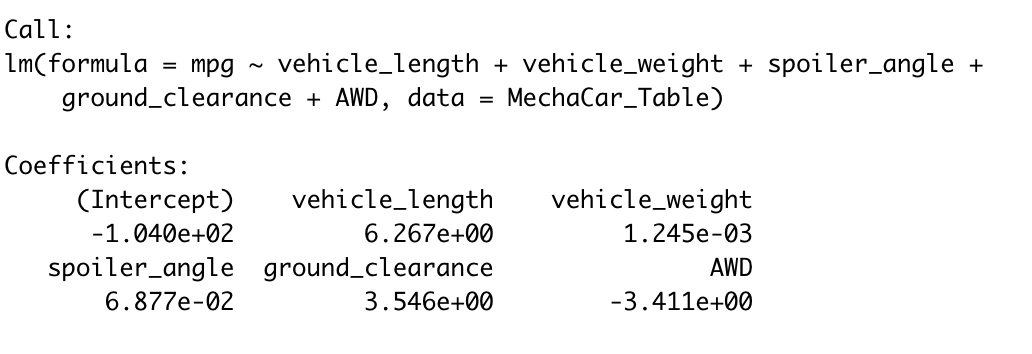 Call:
lm(formula = mpg ~ vehicle_length + vehicle_weight + spoiler_angle +
    ground_clearance + AWD, data = MechaCar_Table)

Coefficients:
     (Intercept)    vehicle_length    vehicle_weight
      -1.040e+02         6.267e+00         1.245e-03
   spoiler_angle  ground_clearance               AWD
       6.877e-02         3.546e+00        -3.411e+00